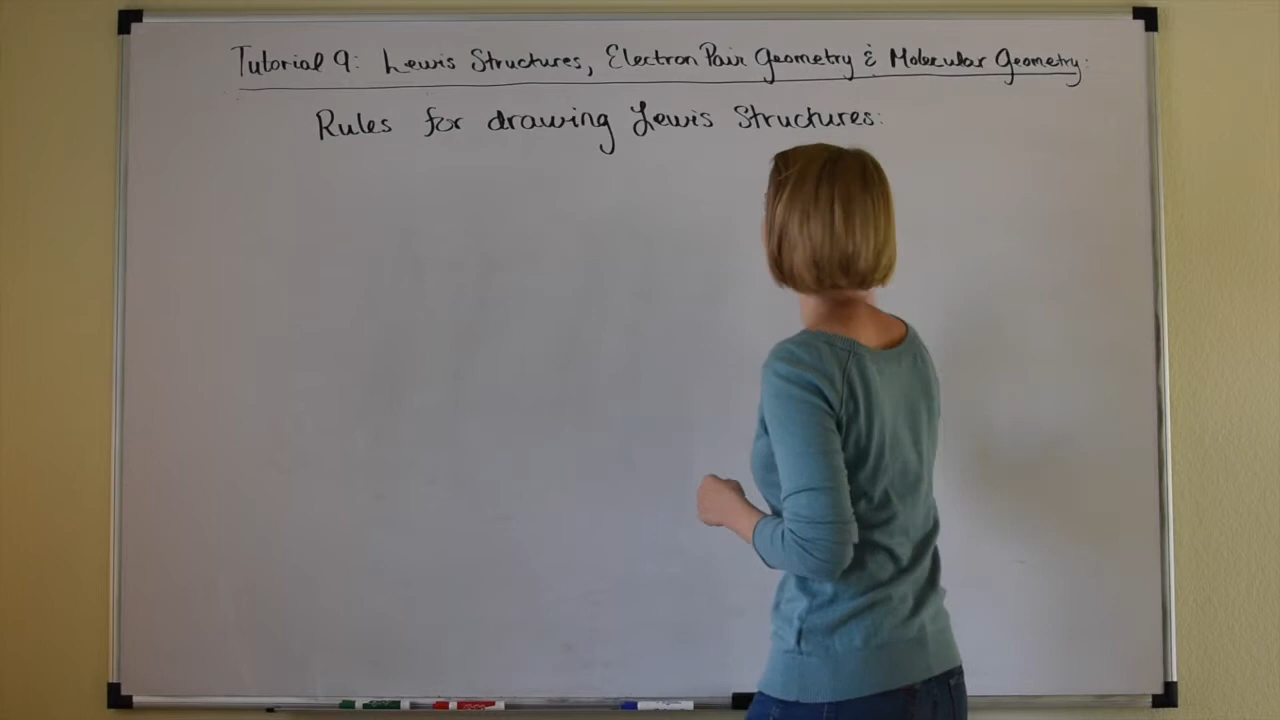 Tutorial 9: Lewis Structures, Electron Pair Geometry & Molecular Geometry:
Rules for drawing Lewis Structures: